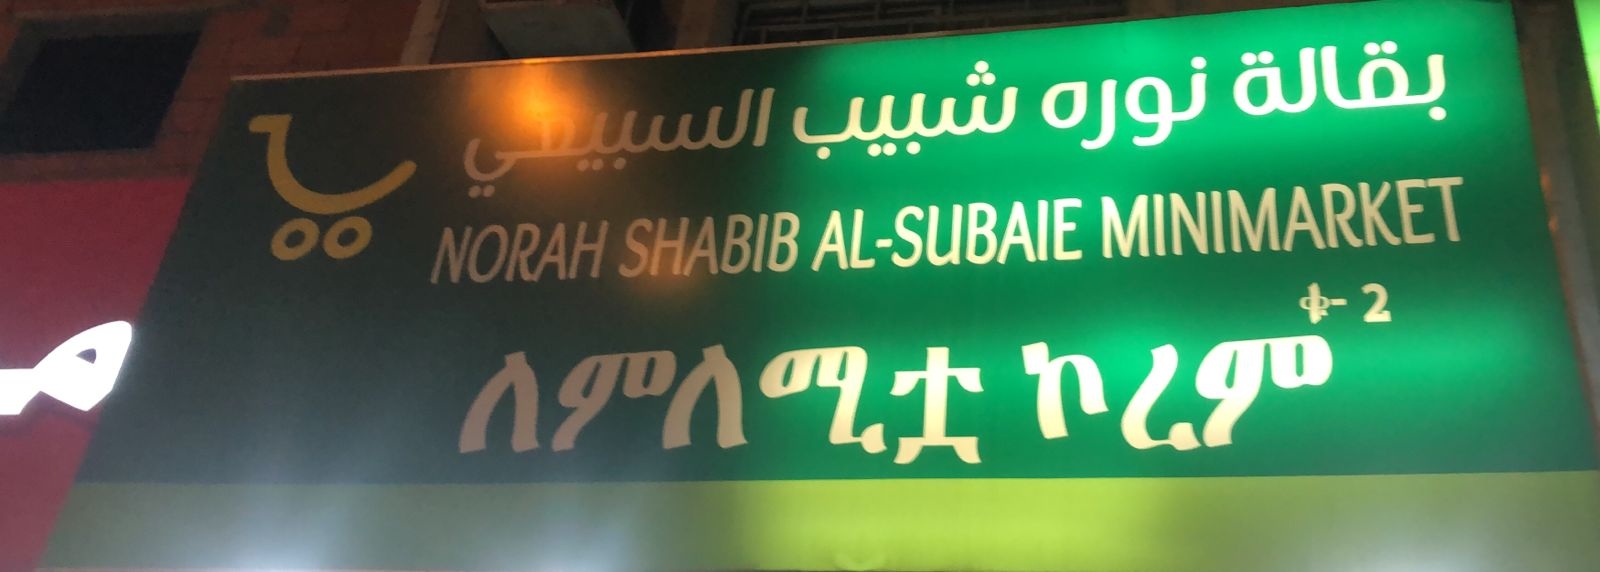 بقالة نوره شبيب السبيعي
NORAH SHABIB AL-SUBAIE MINIMARKET
ቁ- 2
ለምለሚቷ ኮረም